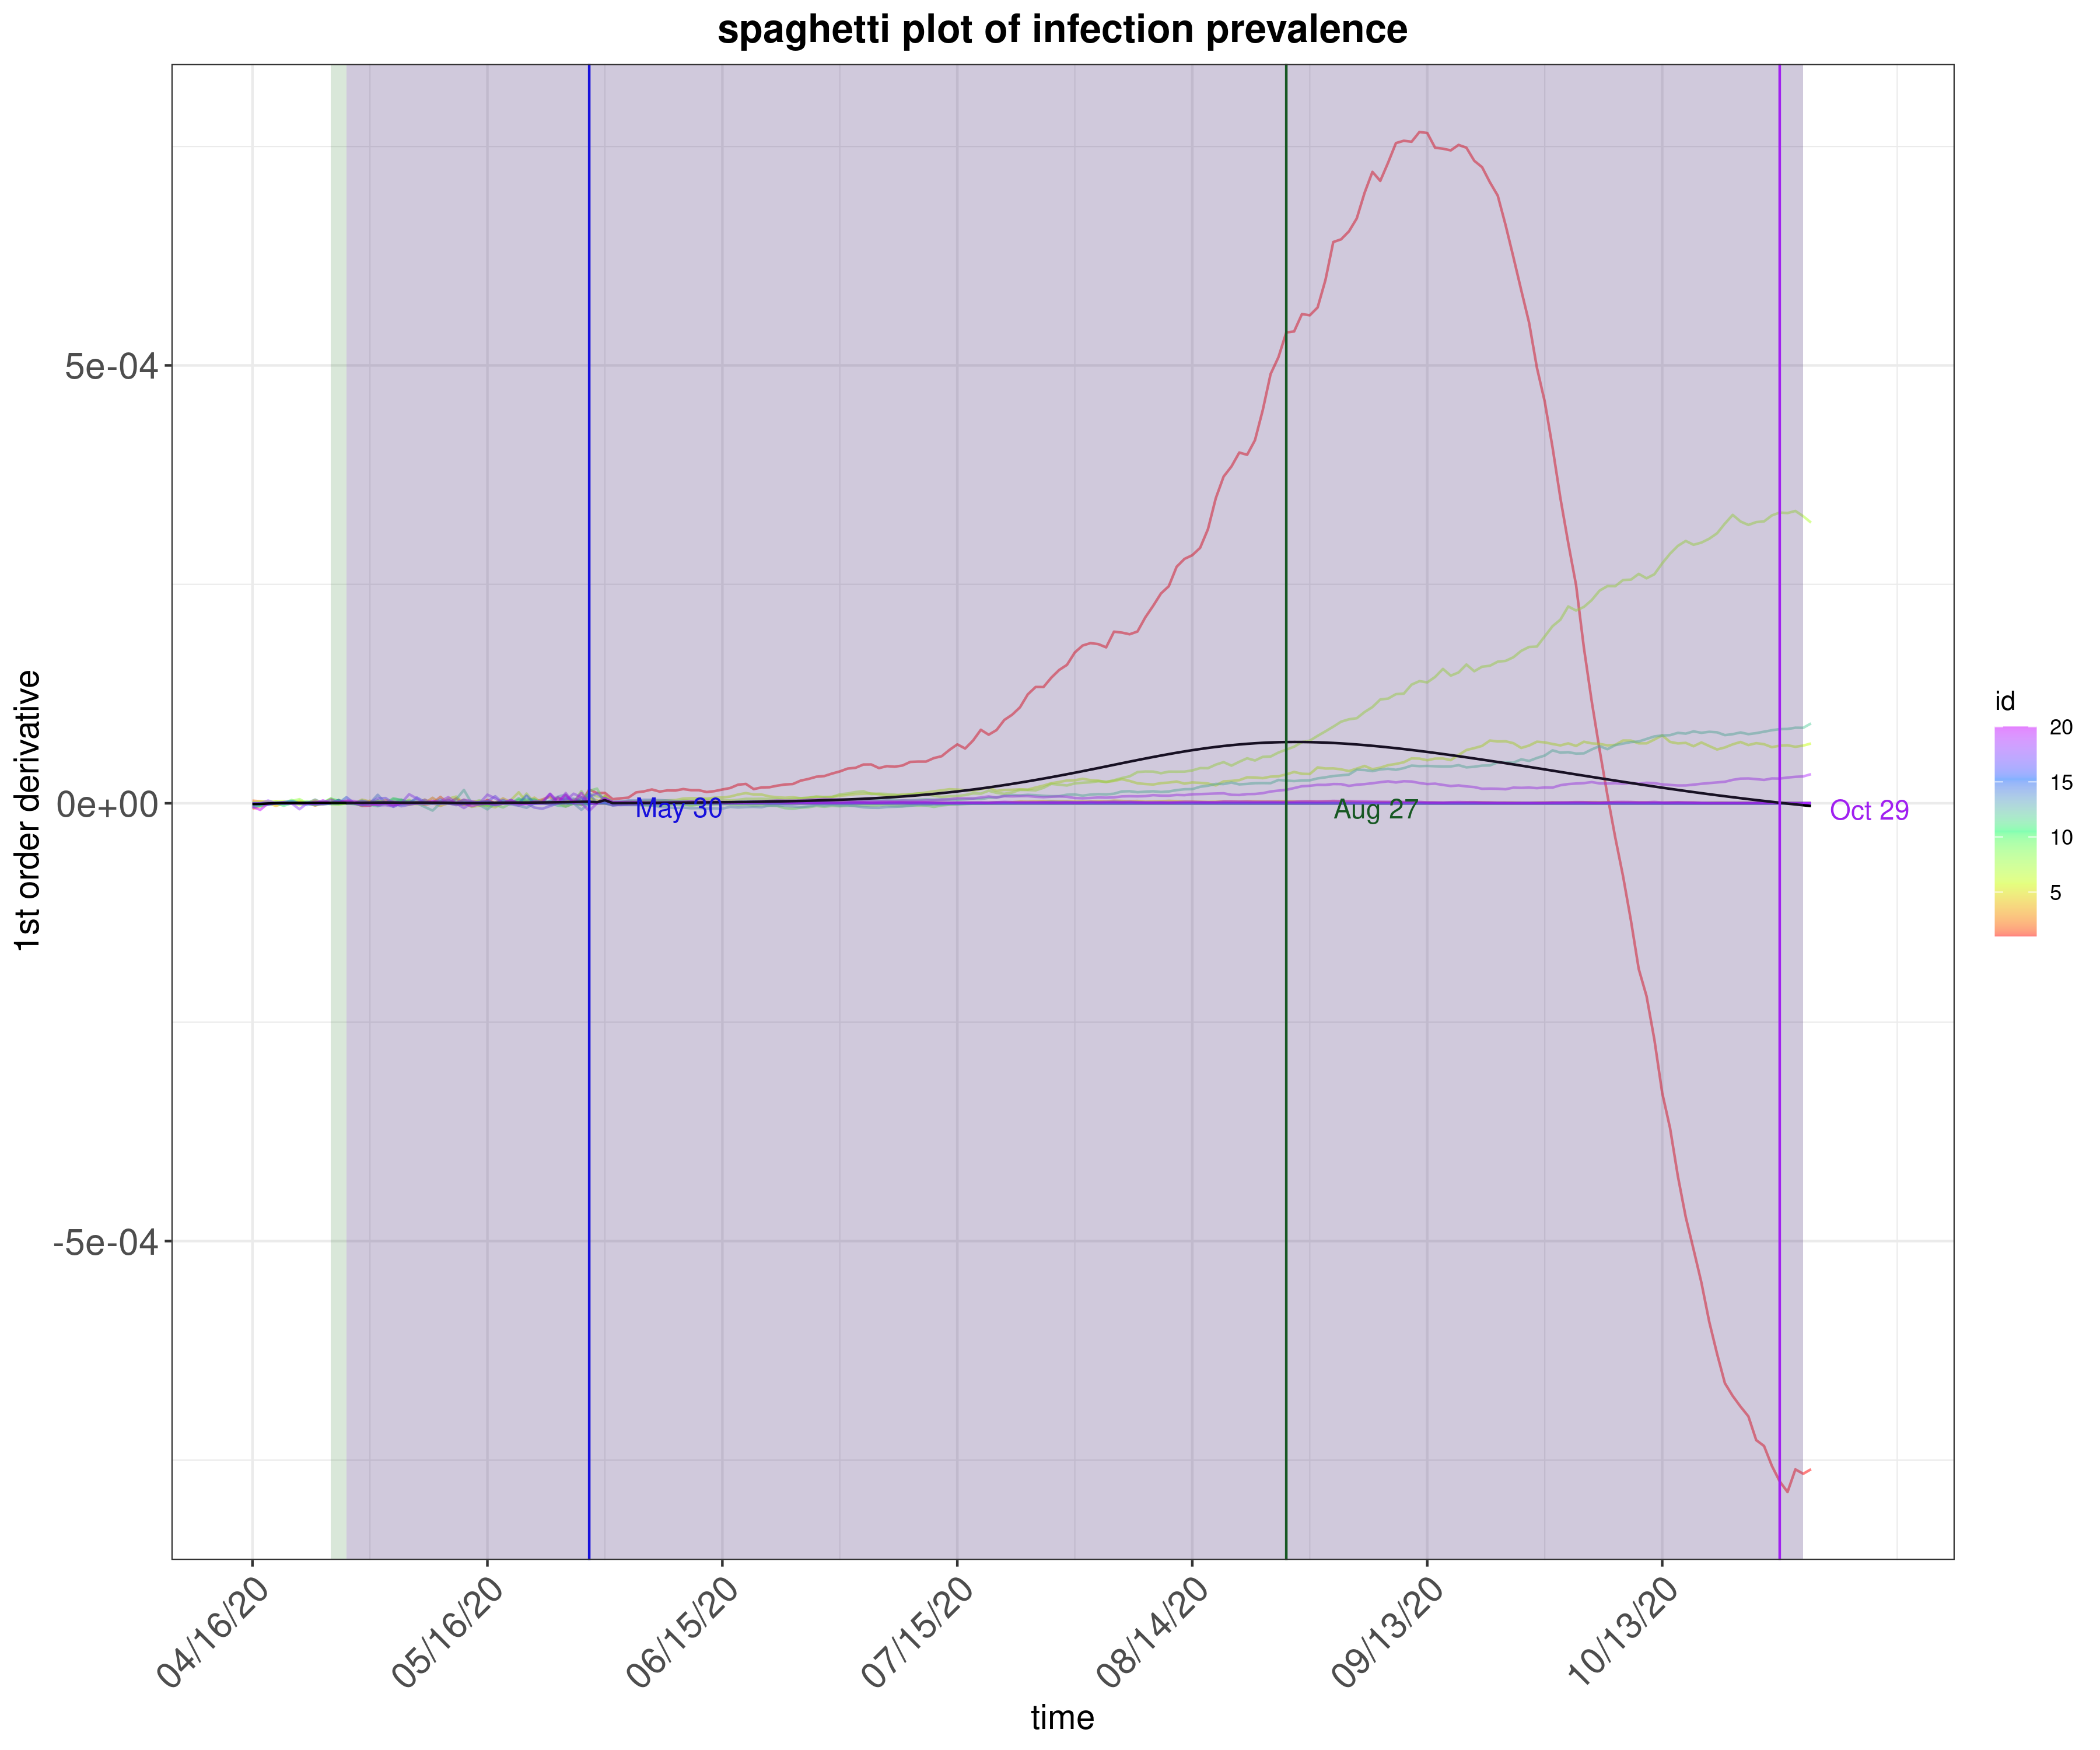 spaghetti plot of infection prevalence
1st order derivative
5e-04
0e+00
-5e-04
May 30
Aug 27
Oct 29
id
20
15
10
5
04/16/20
05/16/20
06/15/20
07/15/20
08/14/20
09/13/20
10/13/20
time